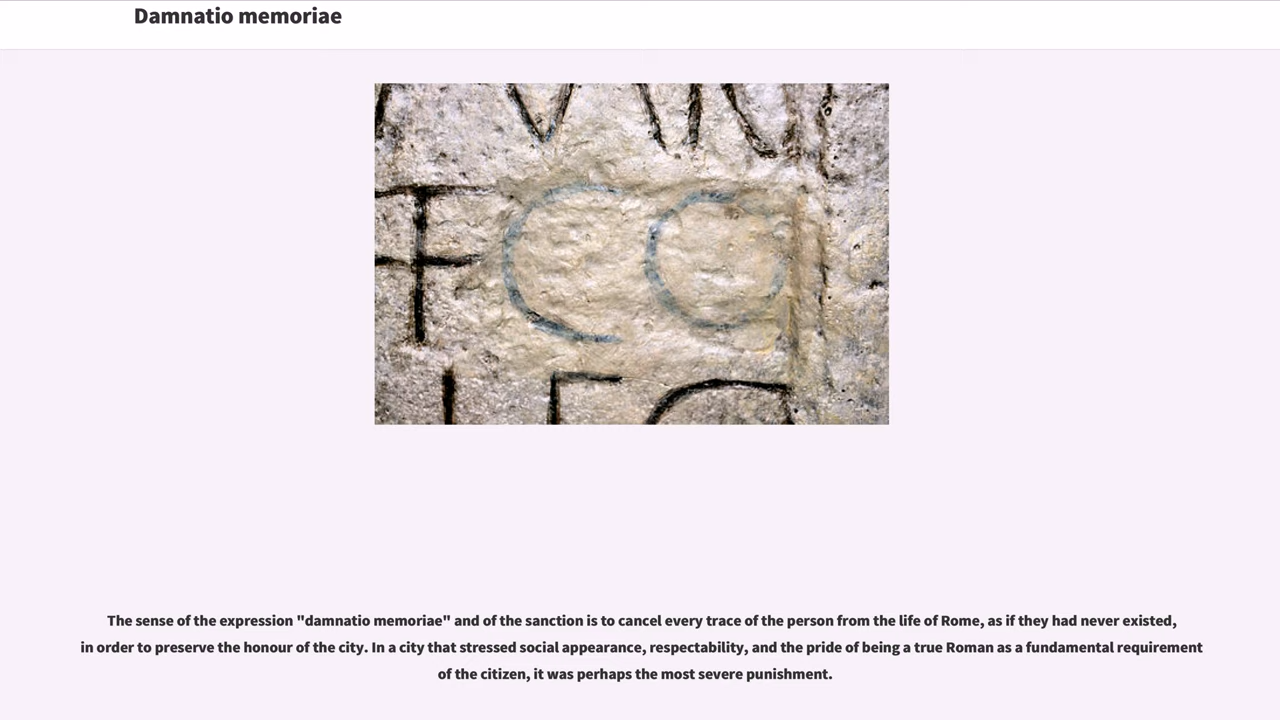 Damnatio memoriae
C G
The sense of the expression "damnatio memoriae" and of the sanction is to cancel every trace of the person from the life of Rome, as if they had never existed,
in order to preserve the honour of the city. In a city that stressed social appearance, respectability, and the pride of being a true Roman as a fundamental requirement
of the citizen, it was perhaps the most severe punishment.